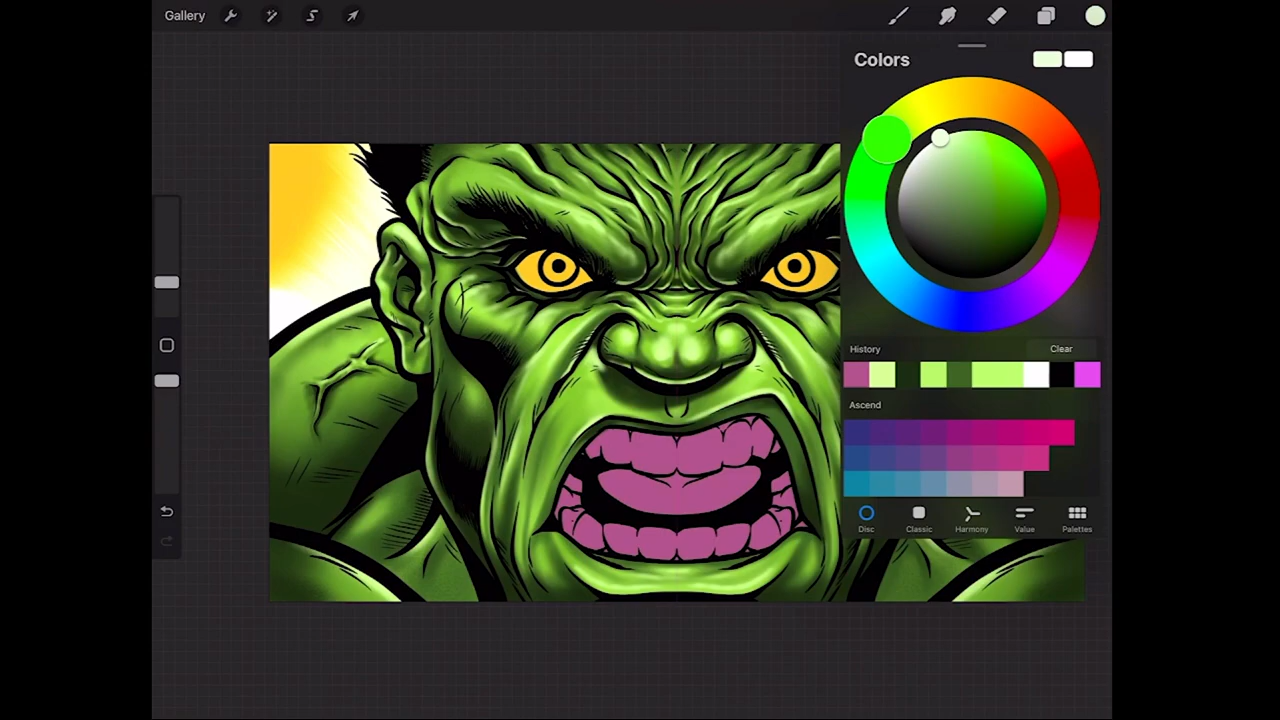 Gallery
Colors
History Clear
Ascend
Disc Classic Harmony Value Palettes